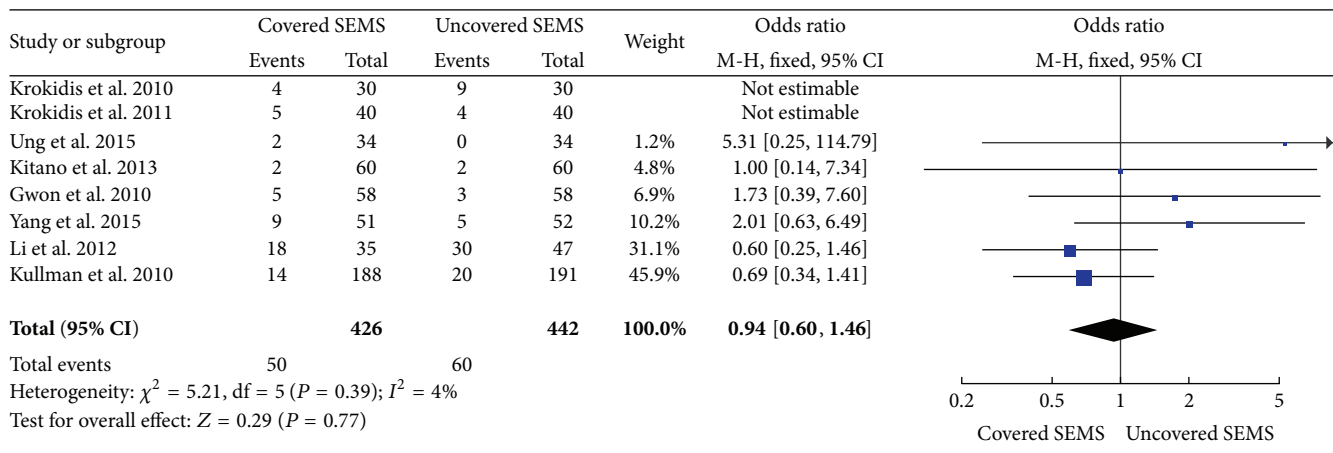 Study or subgroup Covered SEMS Uncovered SEMS Weight Odds ratio Odds ratio
Events Total Events Total M-H, fixed, 95% CI M-H, fixed, 95% CI
Krokidis et al. 2010 4 30 9 30 Not estimable
Krokidis et al. 2011 5 40 4 40 Not estimable
Ung et al. 2015 2 34 0 34 1.2% 5.31 [0.25, 114.79]
Kitano et al. 2013 2 60 2 60 4.8% 1.00 [0.14, 7.34]
Gwon et al. 2010 5 58 3 58 6.9% 1.73 [0.39, 7.60]
Yang et al. 2015 9 51 5 52 10.2% 2.01 [0.63, 6.49]
Li et al. 2012 18 35 30 47 31.1% 0.60 [0.25, 1.46]
Kullman et al. 2010 14 188 20 191 45.9% 0.69 [0.34, 1.41]
Total (95% CI) 426 442 100.0% 0.94 [0.60, 1.46]
Total events 50 60
Heterogeneity: χ² = 5.21, df = 5 (P = 0.39); I² = 4%
Test for overall effect: Z = 0.29 (P = 0.77)
0.2 0.5 1 2 5
Covered SEMS Uncovered SEMS